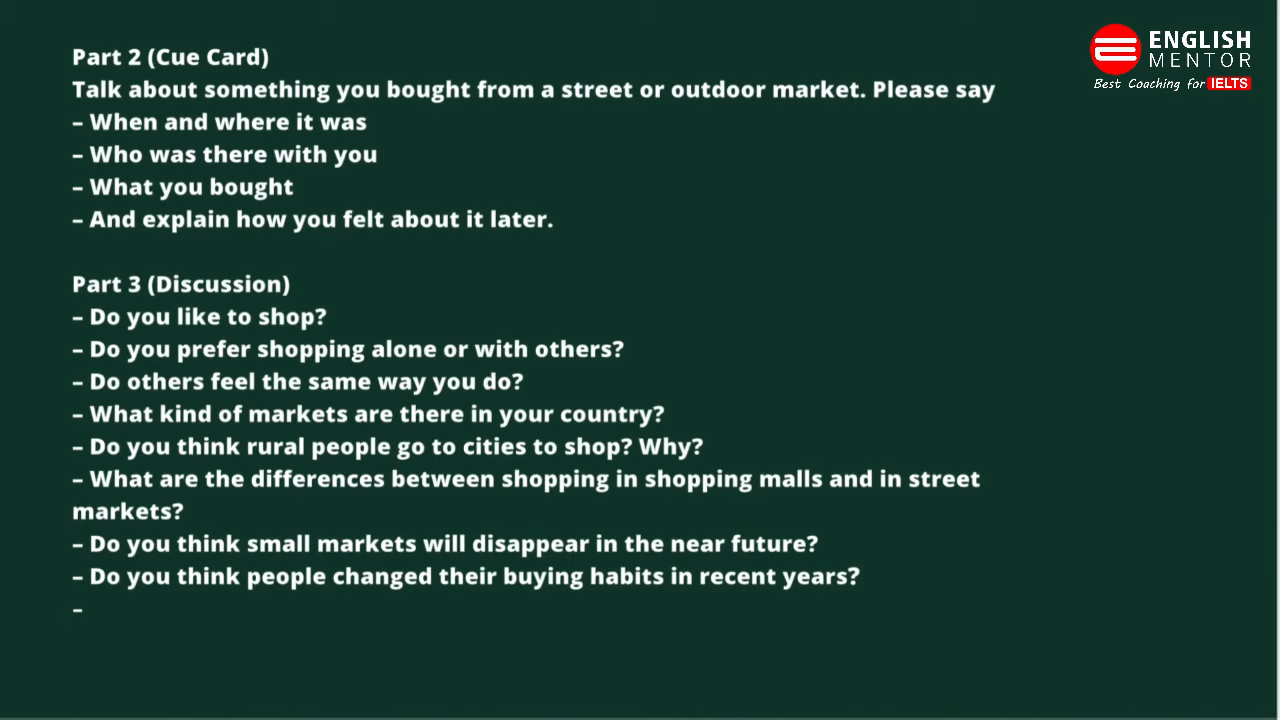 Part 2 (Cue Card)
Talk about something you bought from a street or outdoor market. Please say
– When and where it was
– Who was there with you
– What you bought
– And explain how you felt about it later.
Part 3 (Discussion)
– Do you like to shop?
– Do you prefer shopping alone or with others?
– Do others feel the same way you do?
– What kind of markets are there in your country?
– Do you think rural people go to cities to shop? Why?
– What are the differences between shopping in shopping malls and in street
markets?
– Do you think small markets will disappear in the near future?
– Do you think people changed their buying habits in recent years?
–
ENGLISH
MENTOR
Best Coaching for IELTS